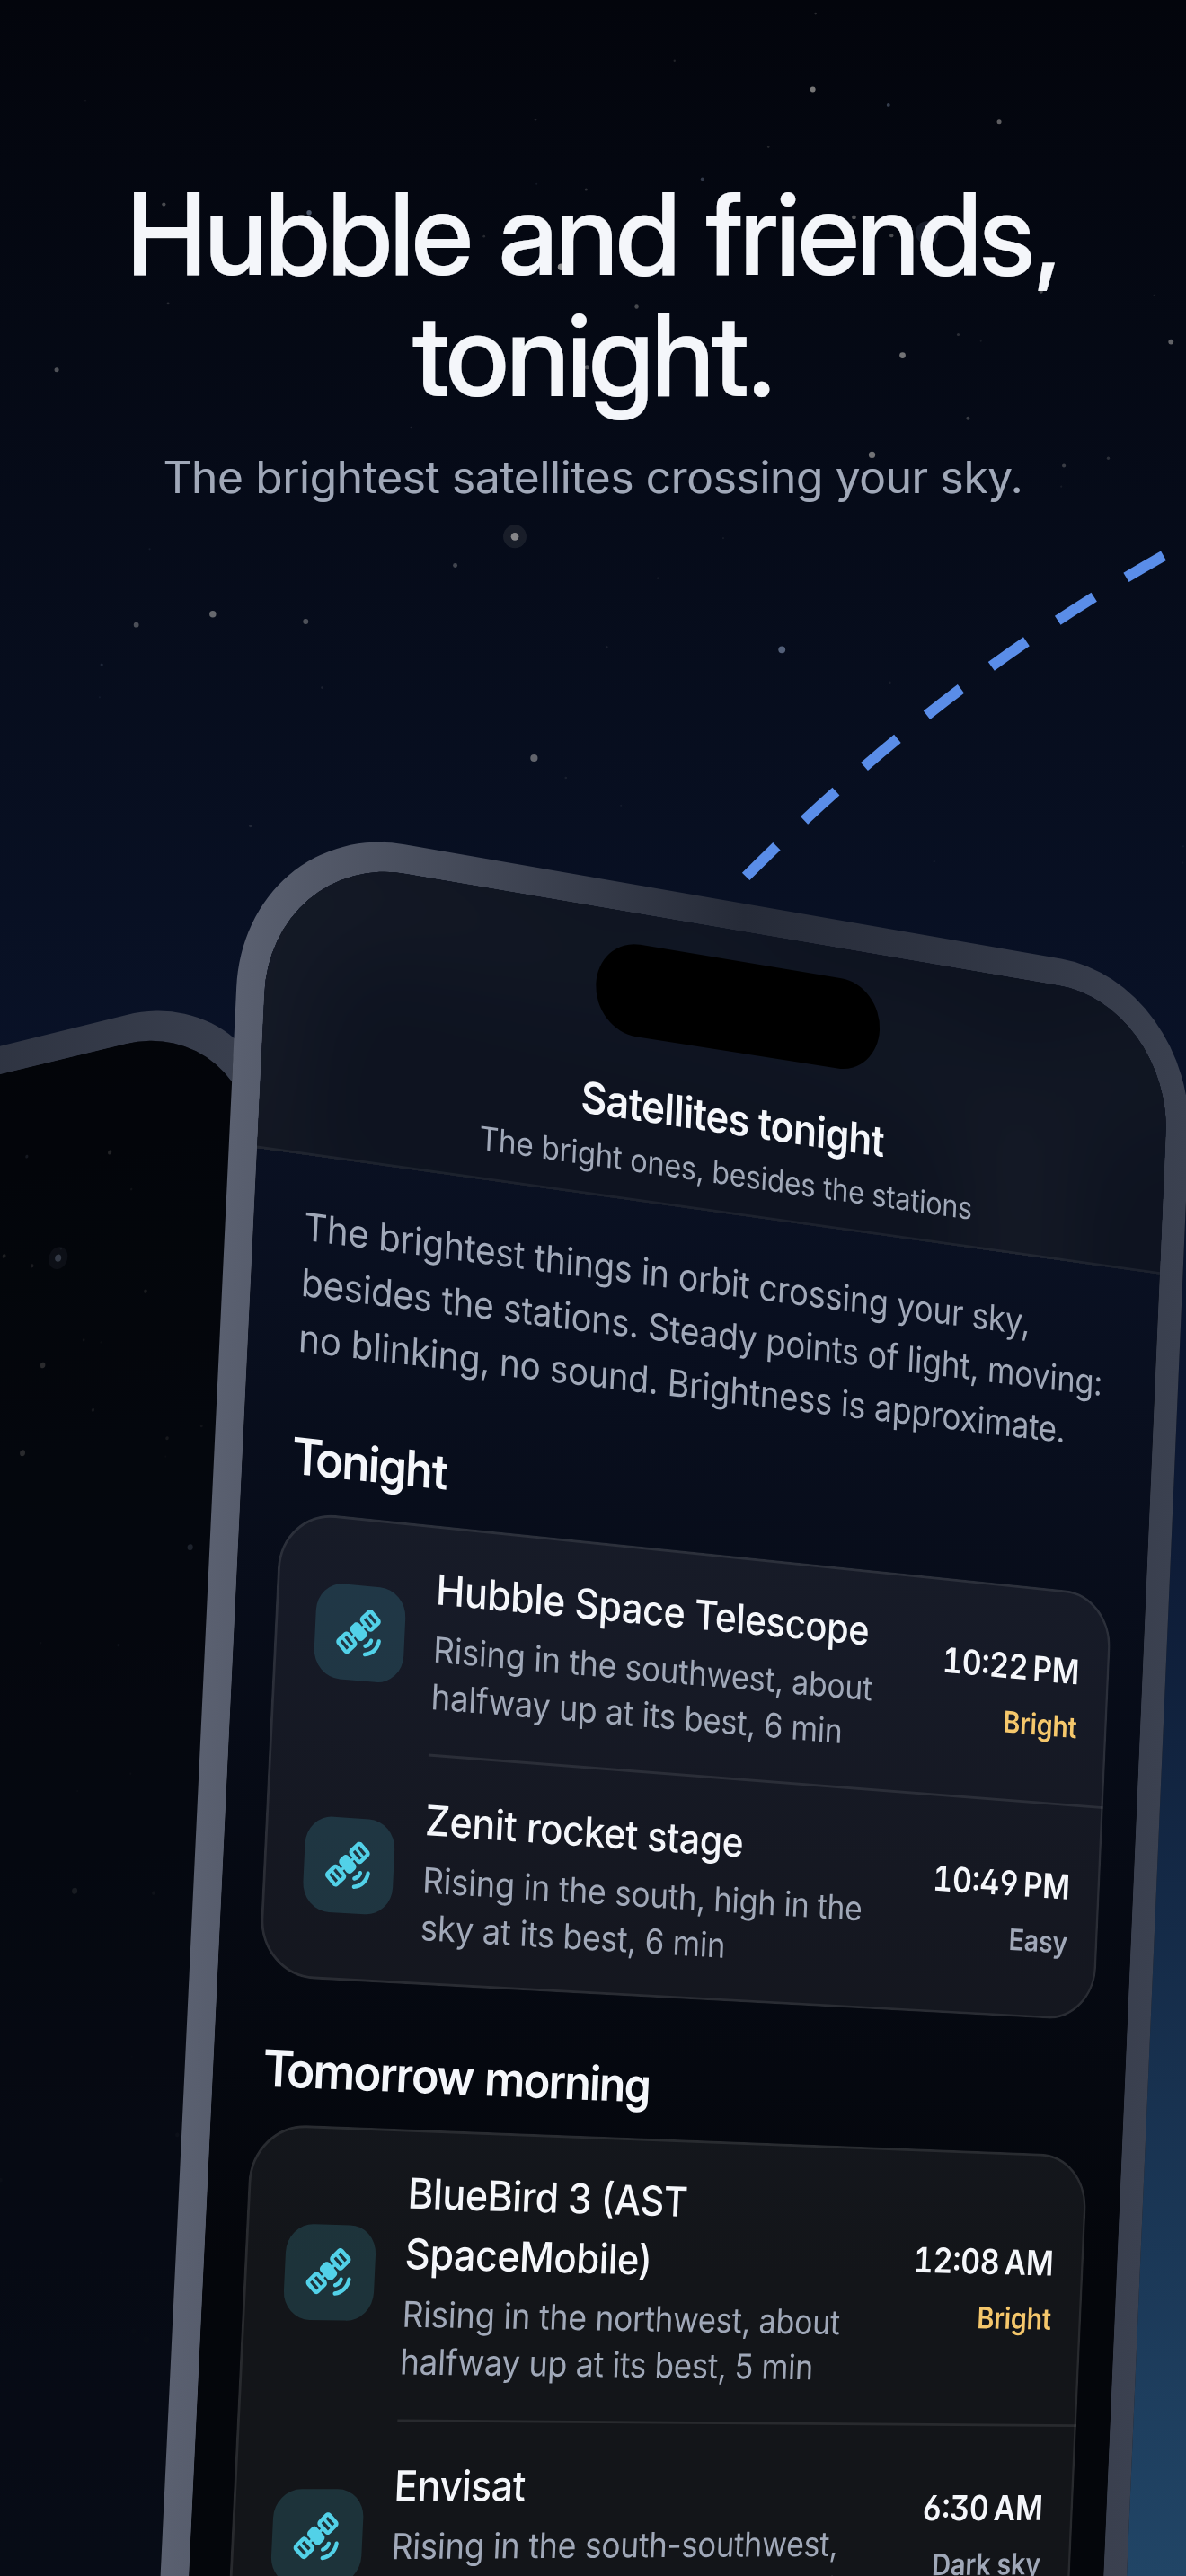 Hubble and friends,
tonight.
The brightest satellites crossing your sky.
Satellites tonight
The bright ones, besides the stations
The brightest things in orbit crossing your sky,
besides the stations. Steady points of light, moving:
no blinking, no sound. Brightness is approximate.
Tonight
Hubble Space Telescope
Rising in the southwest, about
halfway up at its best, 6 min
10:22 PM
Bright
Zenit rocket stage
Rising in the south, high in the
sky at its best, 6 min
10:49 PM
Easy
Tomorrow morning
BlueBird 3 (AST
SpaceMobile)
Rising in the northwest, about
halfway up at its best, 5 min
12:08 AM
Bright
Envisat
Rising in the south-southwest,
6:30 AM
Dark sky